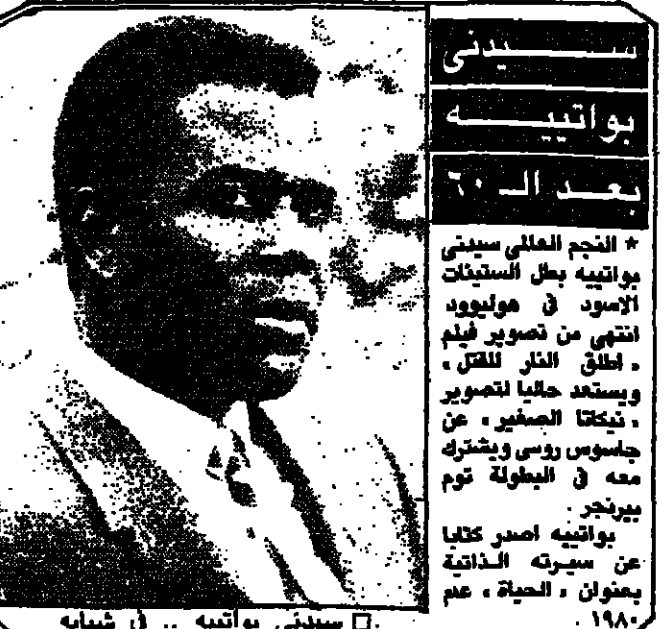 سيدنى
بواتييه
بعد الـ ٦٠
* النجم العالمى سيدنى
بواتييه بطل الستينات
الاسود فى هوليوود
انتهى من تصوير فيلم
« اطلق النار للقتل »
ويستعد حاليا لتصوير
« نيكاتا الصغير » عن
جاسوس روسى ويشترك
معه فى البطولة توم
بيرنجر .
بواتييه اصدر كتابا
عن سيرته الذاتية
بعنوان « الحياة » عام
١٩٨٠ .
□ سيدنى بواتييه .. فى شبابه